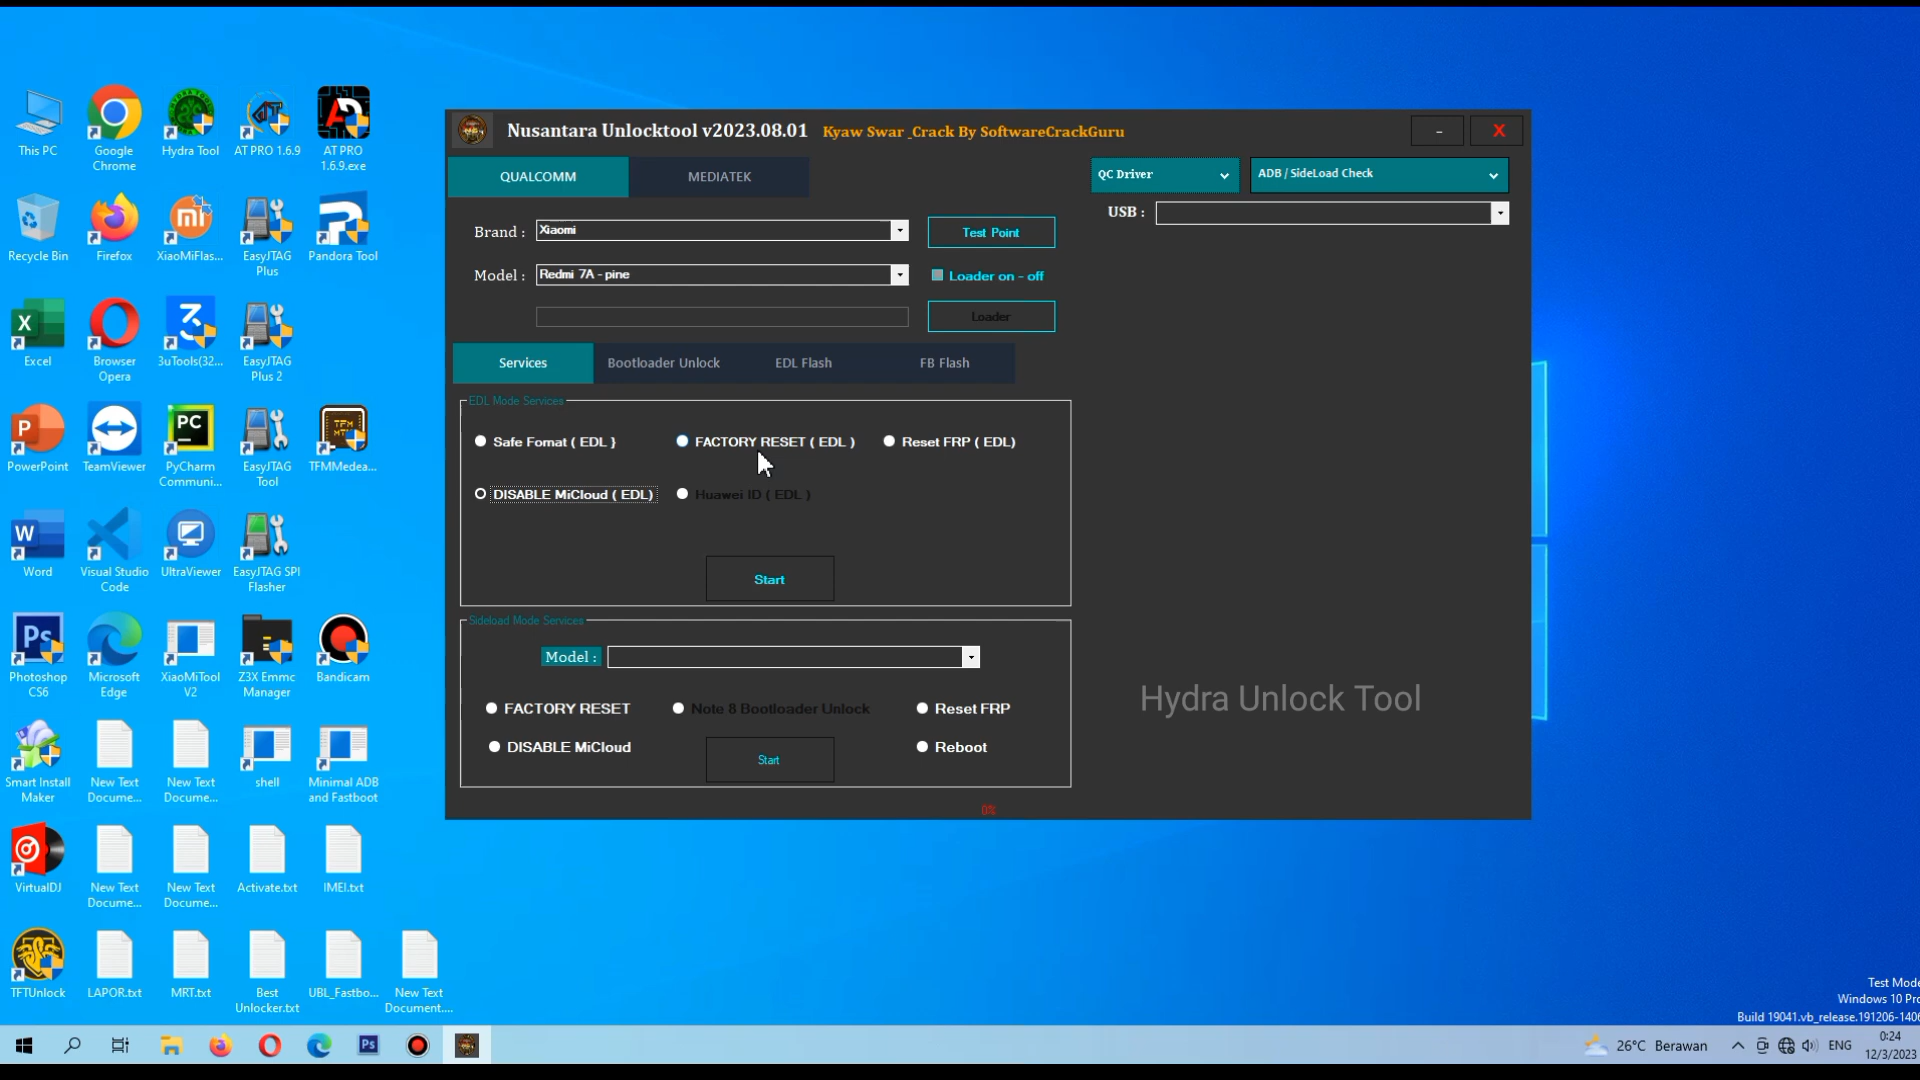 This PC
Google
Chrome
Hydra Tool
AT PRO 1.6.9
AT PRO
1.6.9.exe
Recycle Bin
Firefox
XiaoMiFlas...
EasyJTAG
Plus
Pandora Tool
Excel
Browser
Opera
3uTools(32...
EasyJTAG
Plus 2
PowerPoint
TeamViewer
PyCharm
Communi...
EasyJTAG
Tool
TFMMedea...
Word
Visual Studio
Code
UltraViewer
EasyJTAG SPI
Flasher
Photoshop
CS6
Microsoft
Edge
XiaoMiTool
V2
Z3X Emmc
Manager
Bandicam
Smart Install
Maker
New Text
Docume...
New Text
Docume...
shell
Minimal ADB
and Fastboot
VirtualDJ
New Text
Docume...
New Text
Docume...
Activate.txt
IMEI.txt
TFTUnlock
LAPOR.txt
MRT.txt
Best
Unlocker.txt
UBL_Fastbo...
New Text
Document....
Nusantara Unlocktool v2023.08.01 Kyaw Swar _Crack By SoftwareCrackGuru
- X
QUALCOMM MEDIATEK
QC Driver ADB / SideLoad Check
USB :
Brand : Xiaomi Test Point
Model : Redmi 7A - pine Loader on - off
Loader
Services Bootloader Unlock EDL Flash FB Flash
EDL Mode Services
Safe Fomat ( EDL ) FACTORY RESET ( EDL ) Reset FRP ( EDL)
DISABLE MiCloud ( EDL) Huawei ID ( EDL )
Start
Sideload Mode Services
Model :
FACTORY RESET Note 8 Bootloader Unlock Reset FRP
DISABLE MiCloud Start Reboot
0%
Hydra Unlock Tool
Test Mode
Windows 10 Pro
Build 19041.vb_release.191206-1406
26°C Berawan ENG
0:24
12/3/2023